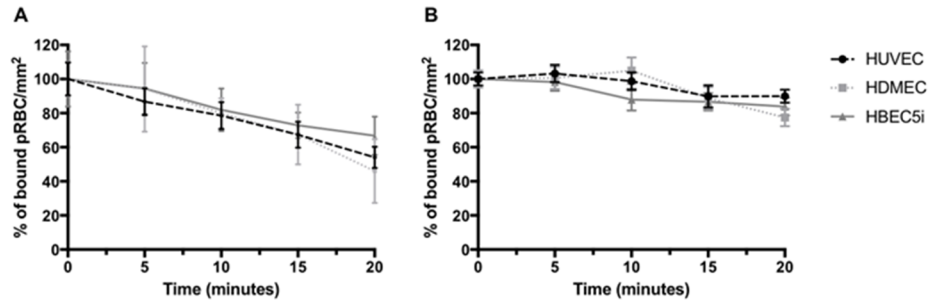 A
% of bound pRBC/mm2
120
100
80
60
40
20
0
0 5 10 15 20
Time (minutes)
B
% of bound pRBC/mm2
120
100
80
60
40
20
0
0 5 10 15 20
Time (minutes)
HUVEC
HDMEC
HBEC5i